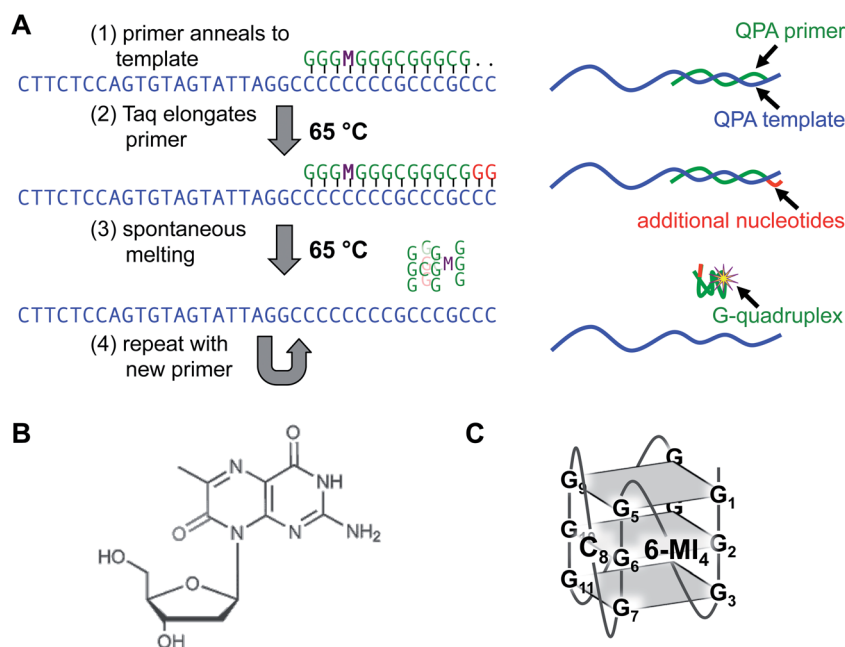 A
(1) primer anneals to
template
GGGMGGGCGGGCG..
CTTCTCCAGTGTAGTATTAGGCCCCCCCCGCCCGCCC
QPA primer
QPA template
(2) Taq elongates
primer
65 °C
GGGMGGGCGGGCGGG
CTTCTCCAGTGTAGTATTAGGCCCCCCCCGCCCGCCC
additional nucleotides
(3) spontaneous
melting
65 °C
G G G G
G C G G M G
G G G G
CTTCTCCAGTGTAGTATTAGGCCCCCCCCGCCCGCCC
G-quadruplex
(4) repeat with
new primer
B
O
N
NH
O
N
N
NH2
HO
O
OH
C
G
G9
G5
G1
G
G10
C8
G6
6-MI4
G2
G11
G7
G3